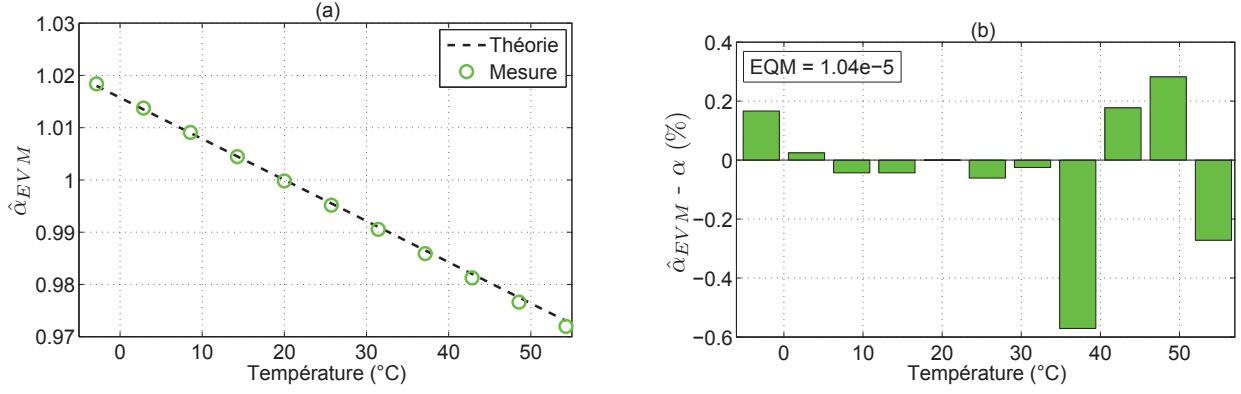 (a)
1.03
1.02
1.01
1
0.99
0.98
0.97
α̂EVM
Théorie
Mesure
0 10 20 30 40 50
Température (°C)
(b)
0.4
0.2
0
−0.2
−0.4
−0.6
α̂EVM - α (%)
EQM = 1.04e−5
0 10 20 30 40 50
Température (°C)